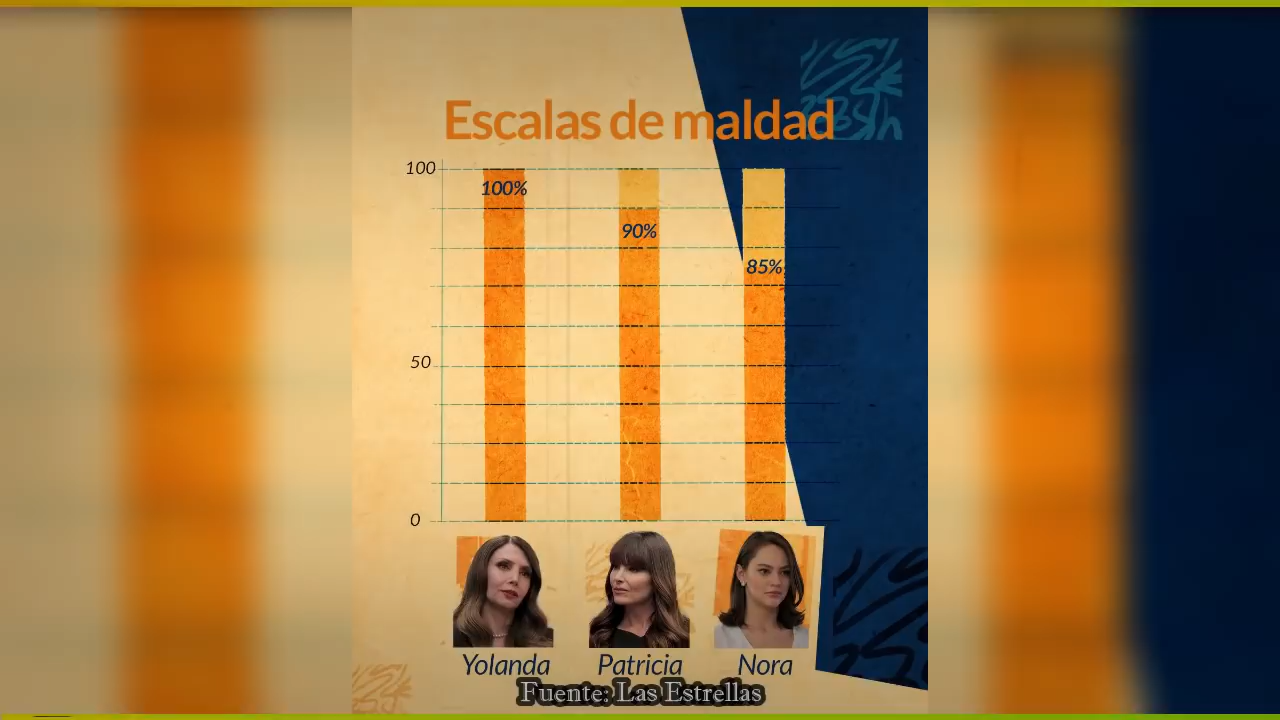 Escalas de maldad
100
100%
90%
85%
50
0
Yolanda Patricia Nora
Fuente: Las Estrellas